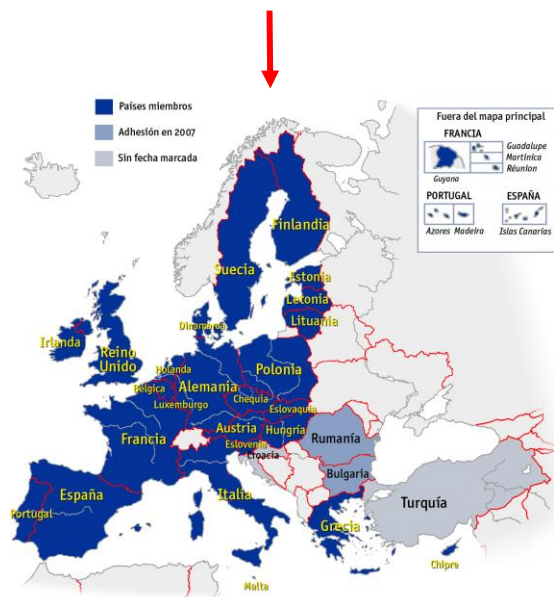 Países miembros
Adhesión en 2007
Sin fecha marcada
Fuera del mapa principal
FRANCIA
Guadalupe
Martinica
Réunion
Guyana
PORTUGAL
ESPAÑA
Azores Madeira
Islas Canarias
Finlandia
Suecia
Estonia
Letonia
Lituania
Dinamarca
Irlanda
Reino
Unido
Holanda
Polonia
Bélgica
Alemania
Luxemburgo
Chequia
Eslovaquia
Francia
Austria
Hungría
Eslovenia
Croacia
Rumanía
Bulgaria
España
Portugal
Italia
Turquía
Grecia
Chipre
Malta